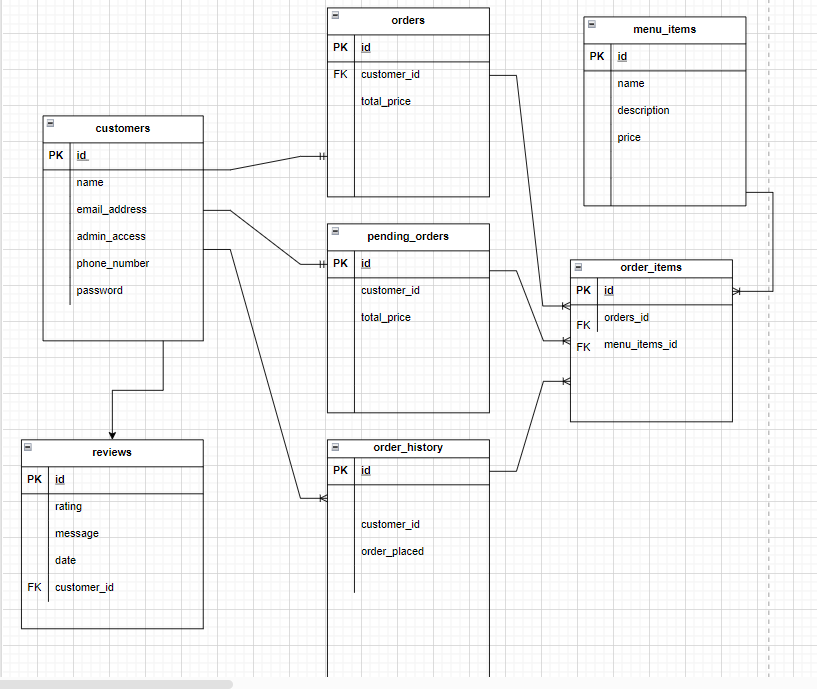 orders
PK id
FK customer_id
total_price
menu_items
PK id
name
description
price
customers
PK id
name
email_address
admin_access
phone_number
password
pending_orders
PK id
customer_id
total_price
order_items
PK id
FK orders_id
FK menu_items_id
reviews
PK id
rating
message
date
FK customer_id
order_history
PK id
customer_id
order_placed